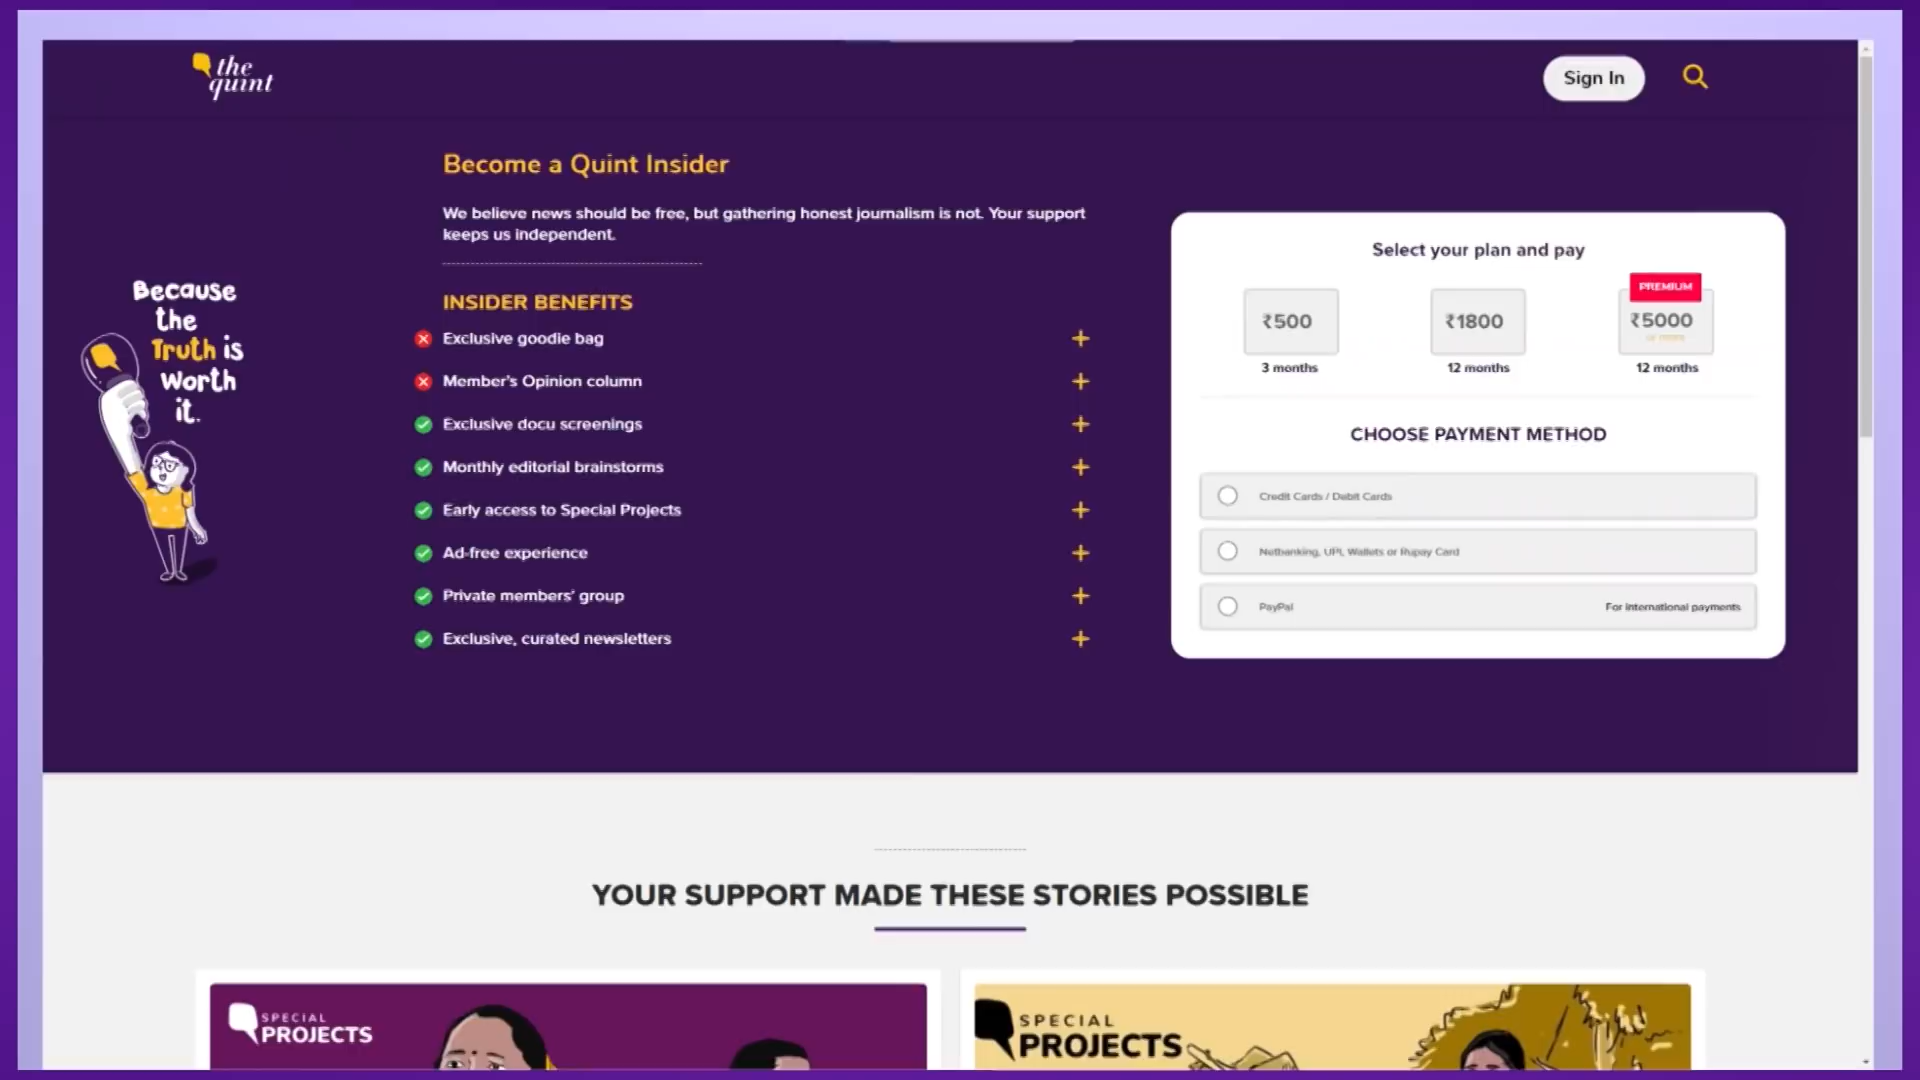 the
quint
Sign In
Become a Quint Insider
We believe news should be free, but gathering honest journalism is not. Your support
keeps us independent.
Because
the
Truth is
worth
it.
INSIDER BENEFITS
Exclusive goodie bag
Member's Opinion column
Exclusive docu screenings
Monthly editorial brainstorms
Early access to Special Projects
Ad-free experience
Private members' group
Exclusive, curated newsletters
Select your plan and pay
PREMIUM
₹500
₹1800
₹5000
or more
3 months
12 months
12 months
CHOOSE PAYMENT METHOD
Credit Cards / Debit Cards
Netbanking, UPI, Wallets or Rupay Card
PayPal
For international payments
YOUR SUPPORT MADE THESE STORIES POSSIBLE
SPECIAL
PROJECTS
SPECIAL
PROJECTS